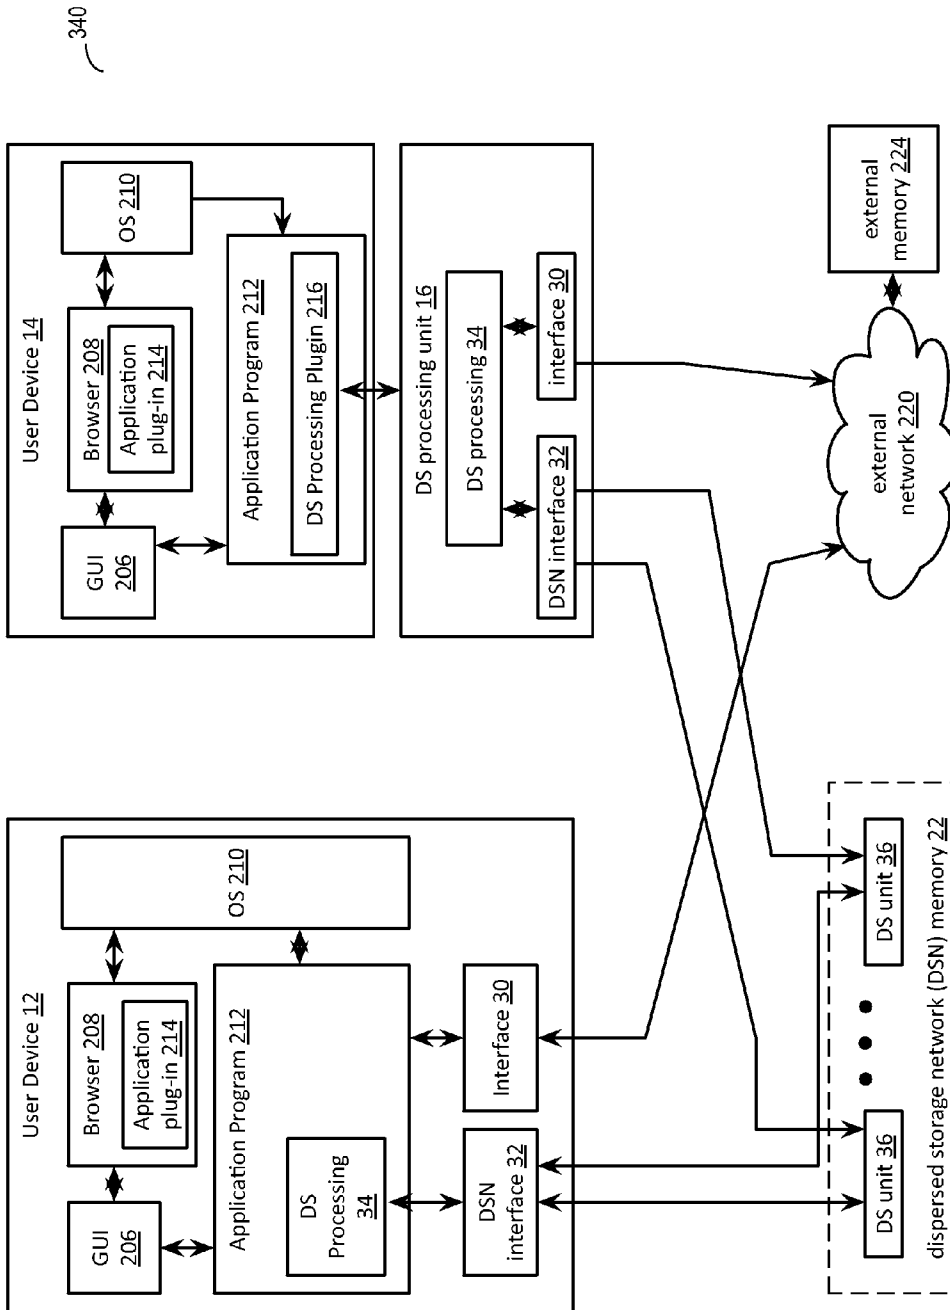 340
User Device 12
GUI
206
Browser 208
Application
plug-in 214
OS 210
Application Program 212
DS
Processing
34
DSN
interface 32
Interface 30
User Device 14
GUI
206
Browser 208
Application
plug-in 214
OS 210
Application Program 212
DS Processing Plugin 216
DS processing unit 16
DS processing 34
DSN interface 32
interface 30
DS unit 36
DS unit 36
dispersed storage network (DSN) memory 22
external
network 220
external
memory 224